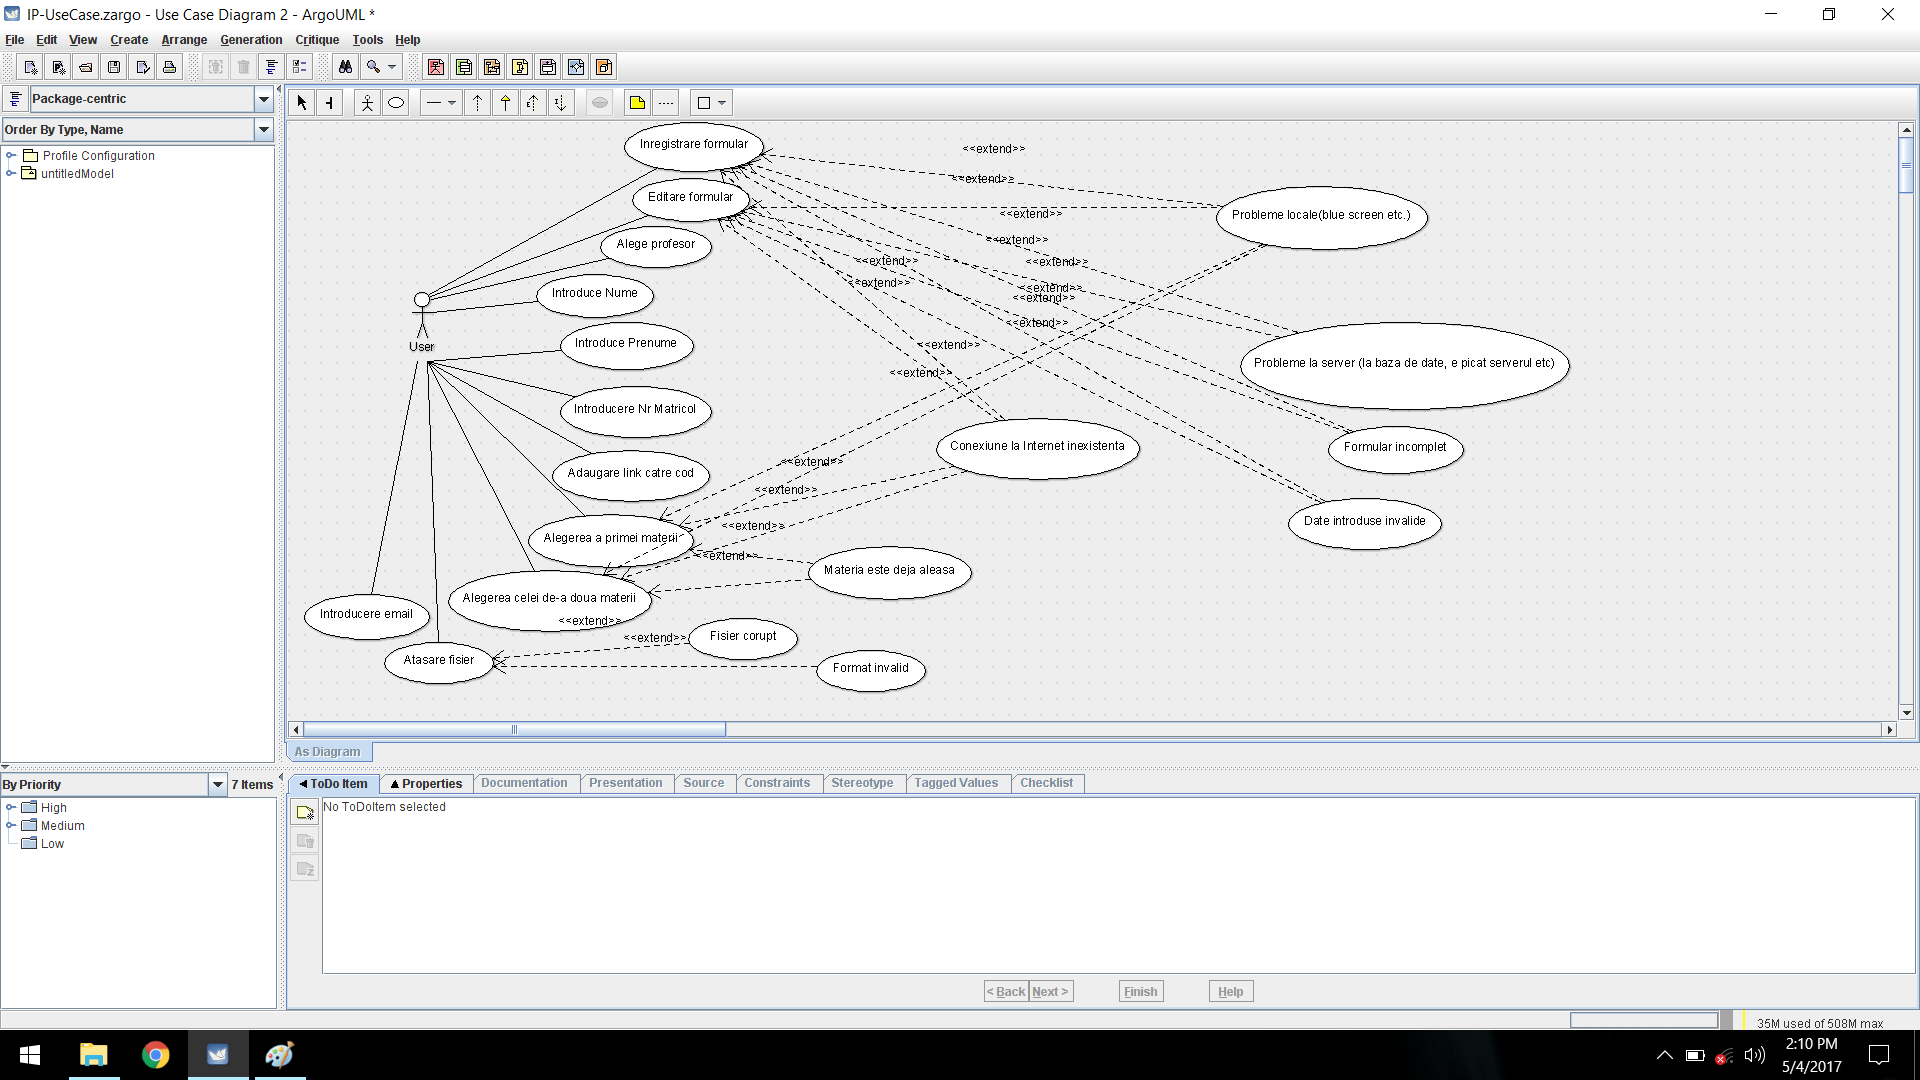 IP-UseCase.zargo - Use Case Diagram 2 - ArgoUML *
File Edit View Create Arrange Generation Critique Tools Help
Package-centric
Order By Type, Name
Profile Configuration
untitledModel
Inregistrare formular
<<extend>>
<<extend>>
Editare formular
<<extend>>
Probleme locale(blue screen etc.)
Alege profesor
<<extend>>
<<extend>>
<<extend>>
<<extend>>
<<extend>>
Introduce Nume
<<extend>>
<<extend>>
User
Introduce Prenume
<<extend>>
Probleme la server (la baza de date, e picat serverul etc)
<<extend>>
Introducere Nr Matricol
Conexiune la Internet inexistenta
Formular incomplet
Adaugare link catre cod
<<extend>>
<<extend>>
Date introduse invalide
<<extend>>
Alegerea a primei materii
<<extend>>
Materia este deja aleasa
Alegerea celei de-a doua materii
Introducere email
<<extend>>
<<extend>>
Fisier corupt
Atasare fisier
Format invalid
As Diagram
By Priority 7 Items
High
Medium
Low
ToDo Item Properties Documentation Presentation Source Constraints Stereotype Tagged Values Checklist
No ToDoItem selected
< Back Next > Finish Help
35M used of 508M max
2:10 PM
5/4/2017